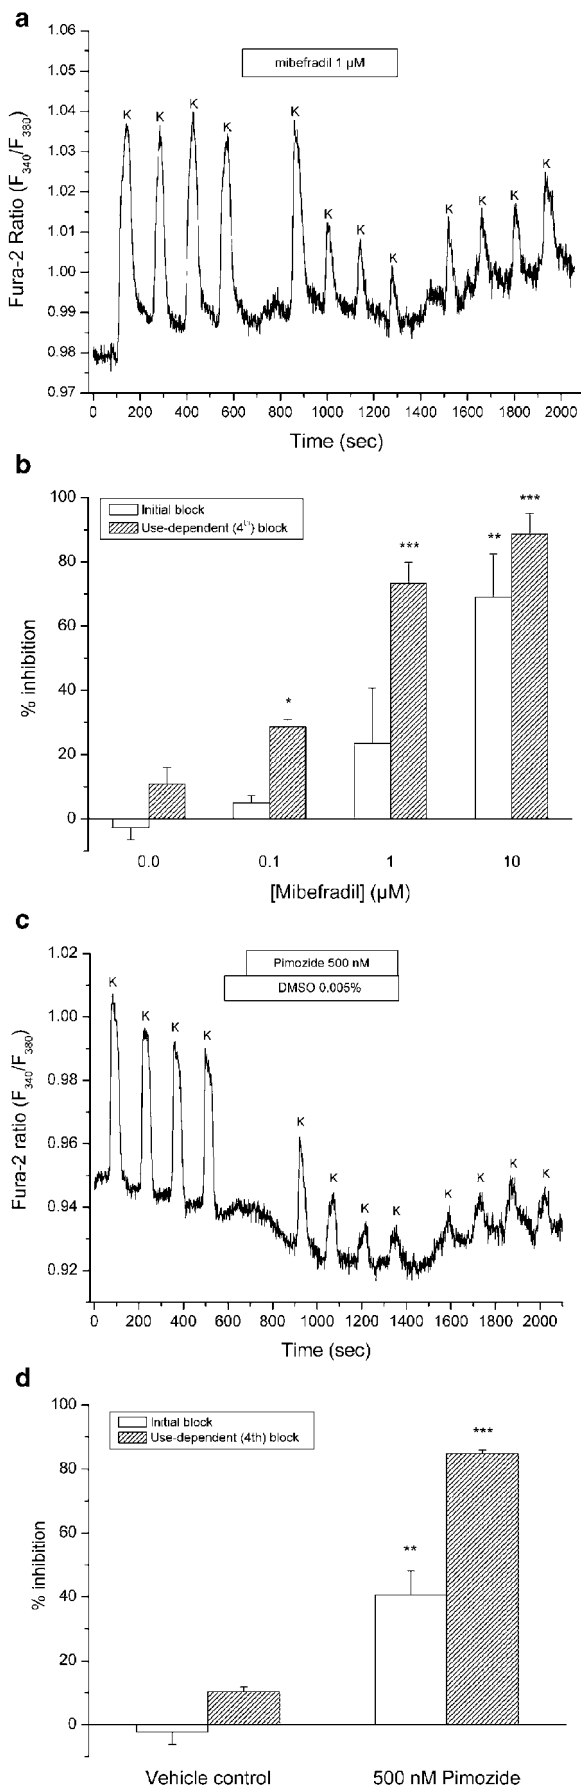 a
1.06
1.05
1.04
1.03
1.02
1.01
1.00
0.99
0.98
0.97
Fura-2 Ratio (F340/F380)
mibefradil 1 µM
K K K K K K K K K K K K
0 200 400 600 800 1000 1200 1400 1600 1800 2000
Time (sec)
b
100
80
60
40
20
0
% inhibition
Initial block
Use-dependent (4th) block
*
***
**
***
0.0 0.1 1 10
[Mibefradil] (µM)
c
1.02
1.00
0.98
0.96
0.94
0.92
Fura-2 ratio (F340/F380)
Pimozide 500 nM
DMSO 0.005%
K K K K K K K K K K K K
0 200 400 600 800 1000 1200 1400 1600 1800 2000
Time (sec)
d
100
80
60
40
20
0
% inhibition
Initial block
Use-dependent (4th) block
**
***
Vehicle control 500 nM Pimozide